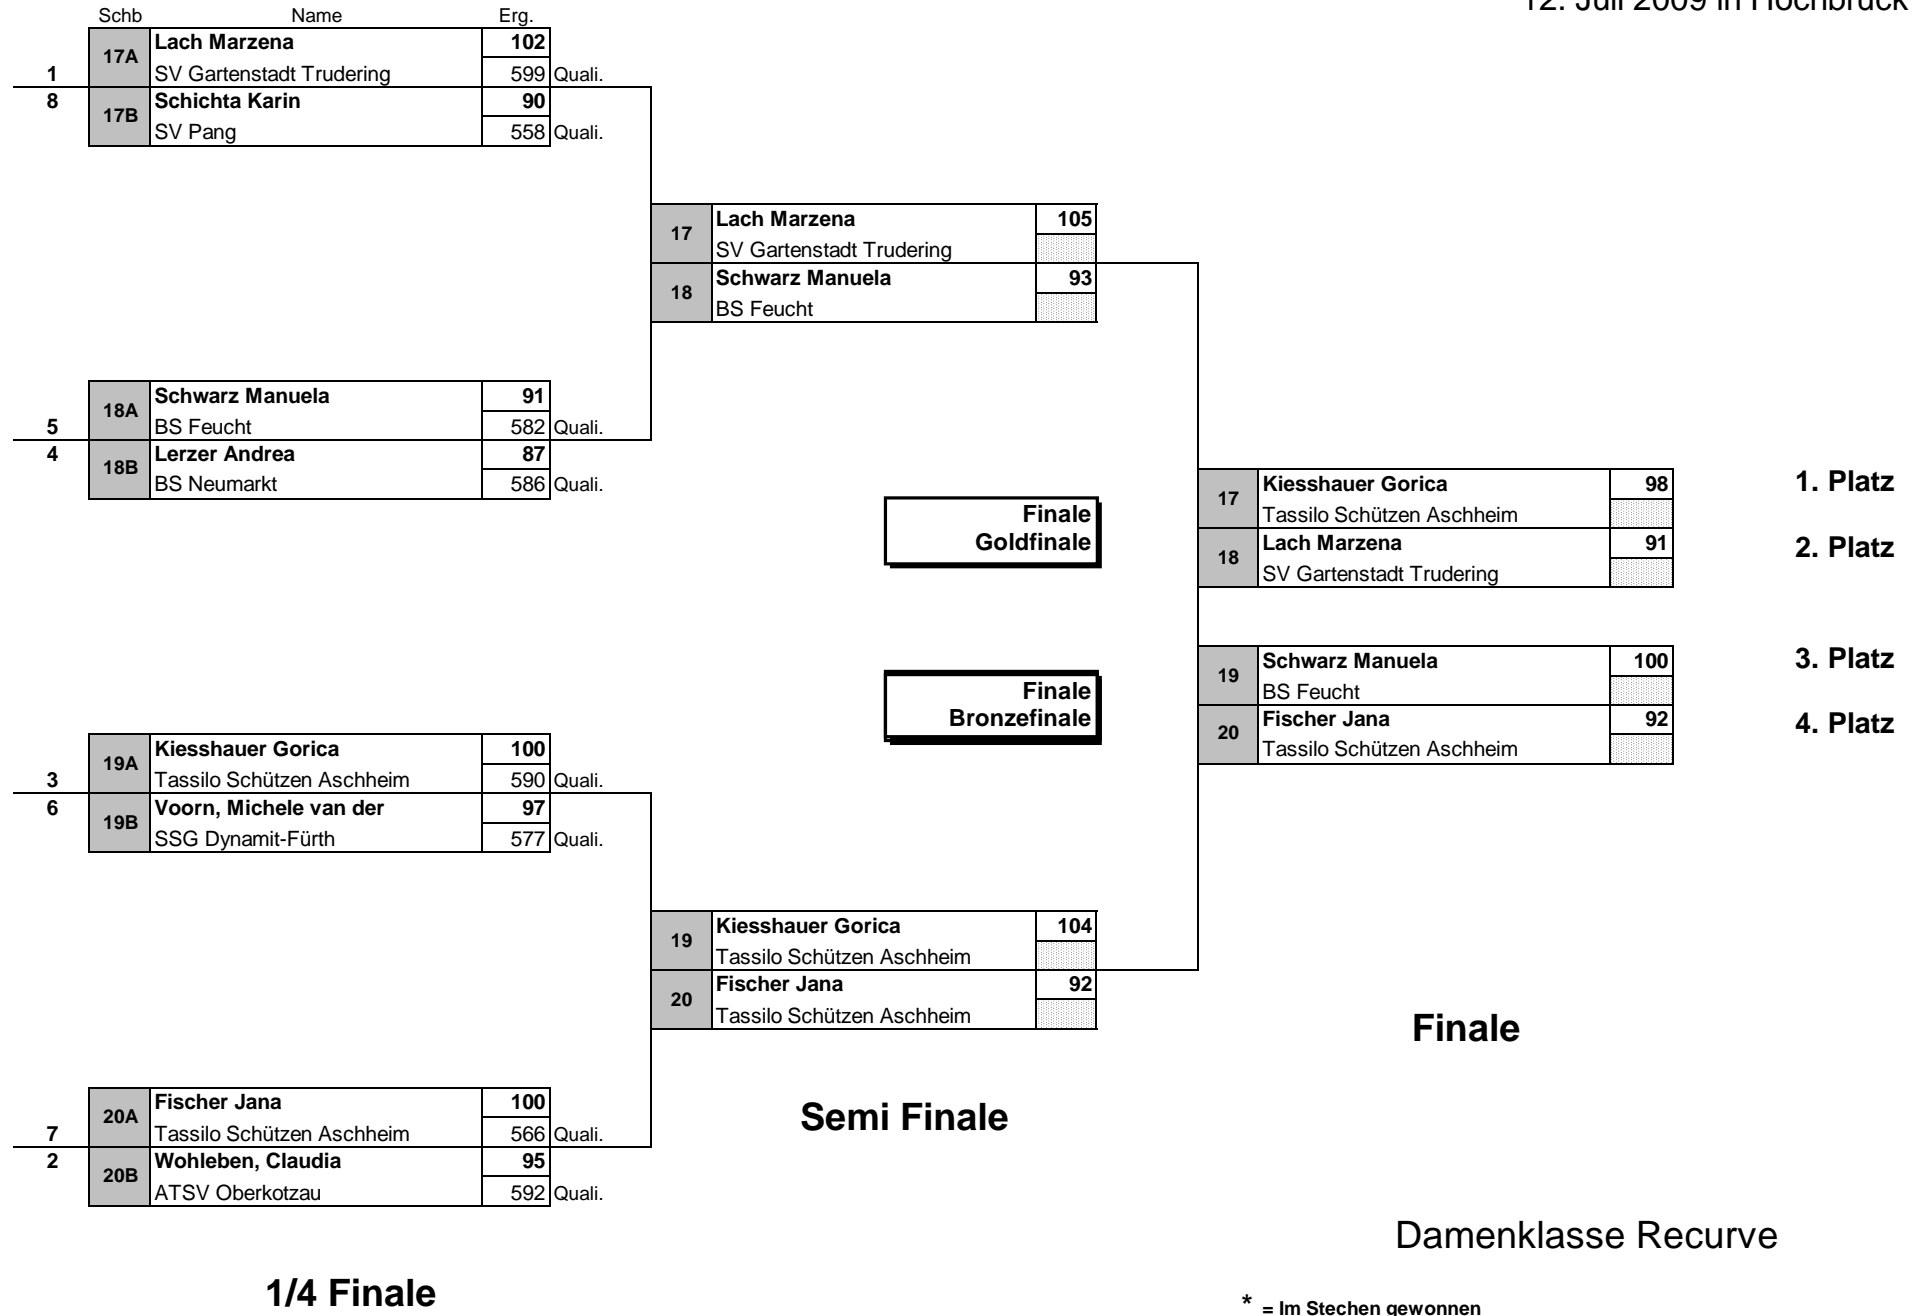 12. Juli 2009 in Hochbrück
Schb Name Erg.
17A Lach Marzena 102
1 SV Gartenstadt Trudering 599 Quali.
8 17B Schichta Karin 90
SV Pang 558 Quali.
17 Lach Marzena 105
SV Gartenstadt Trudering
18 Schwarz Manuela 93
BS Feucht
18A Schwarz Manuela 91
5 BS Feucht 582 Quali.
4 18B Lerzer Andrea 87
BS Neumarkt 586 Quali.
Finale
Goldfinale
17 Kiesshauer Gorica 98 1. Platz
Tassilo Schützen Aschheim
18 Lach Marzena 91 2. Platz
SV Gartenstadt Trudering
Finale
Bronzefinale
19 Schwarz Manuela 100 3. Platz
BS Feucht
20 Fischer Jana 92 4. Platz
Tassilo Schützen Aschheim
19A Kiesshauer Gorica 100
3 Tassilo Schützen Aschheim 590 Quali.
6 19B Voorn, Michele van der 97
SSG Dynamit-Fürth 577 Quali.
19 Kiesshauer Gorica 104
Tassilo Schützen Aschheim
20 Fischer Jana 92
Tassilo Schützen Aschheim
Finale
20A Fischer Jana 100
7 Tassilo Schützen Aschheim 566 Quali.
2 20B Wohleben, Claudia 95
ATSV Oberkotzau 592 Quali.
Semi Finale
Damenklasse Recurve
1/4 Finale
* = Im Stechen gewonnen